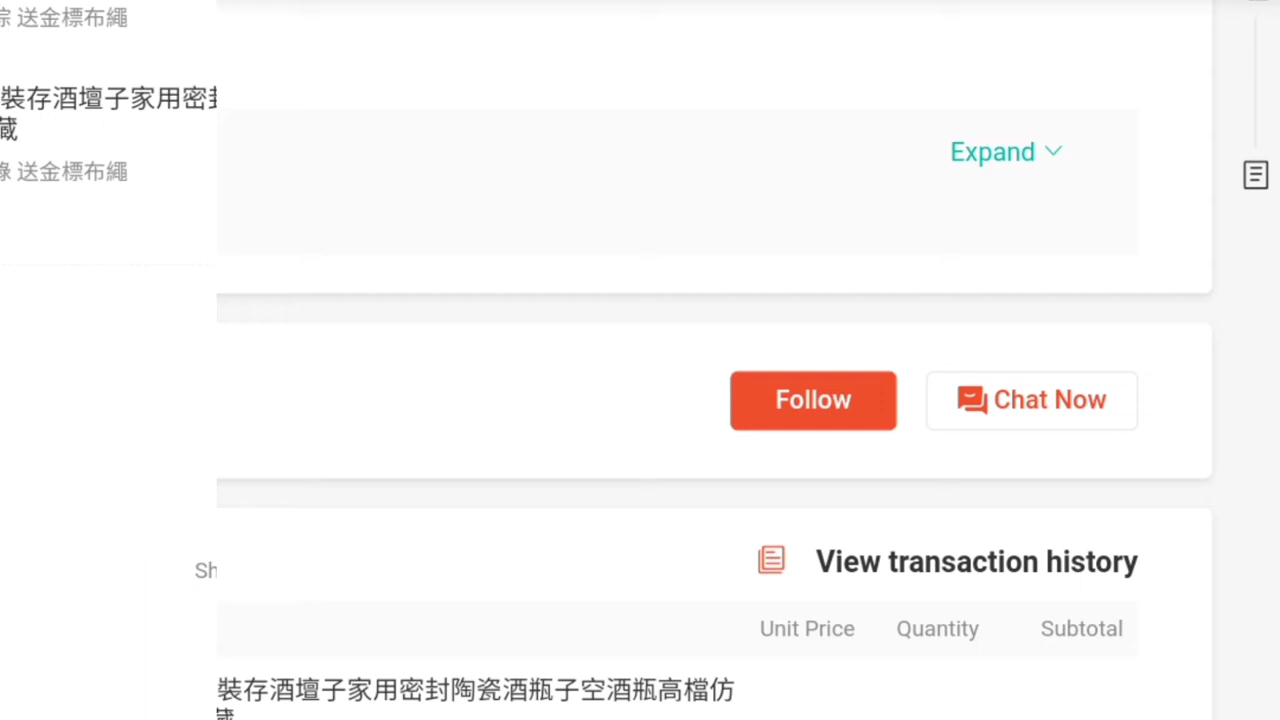 送金標布繩
裝存酒壇子家用密封
藏
送金標布繩
Expand
Follow
Chat Now
View transaction history
Sh
Unit Price Quantity Subtotal
裝存酒壇子家用密封陶瓷酒瓶子空酒瓶高檔仿
藏